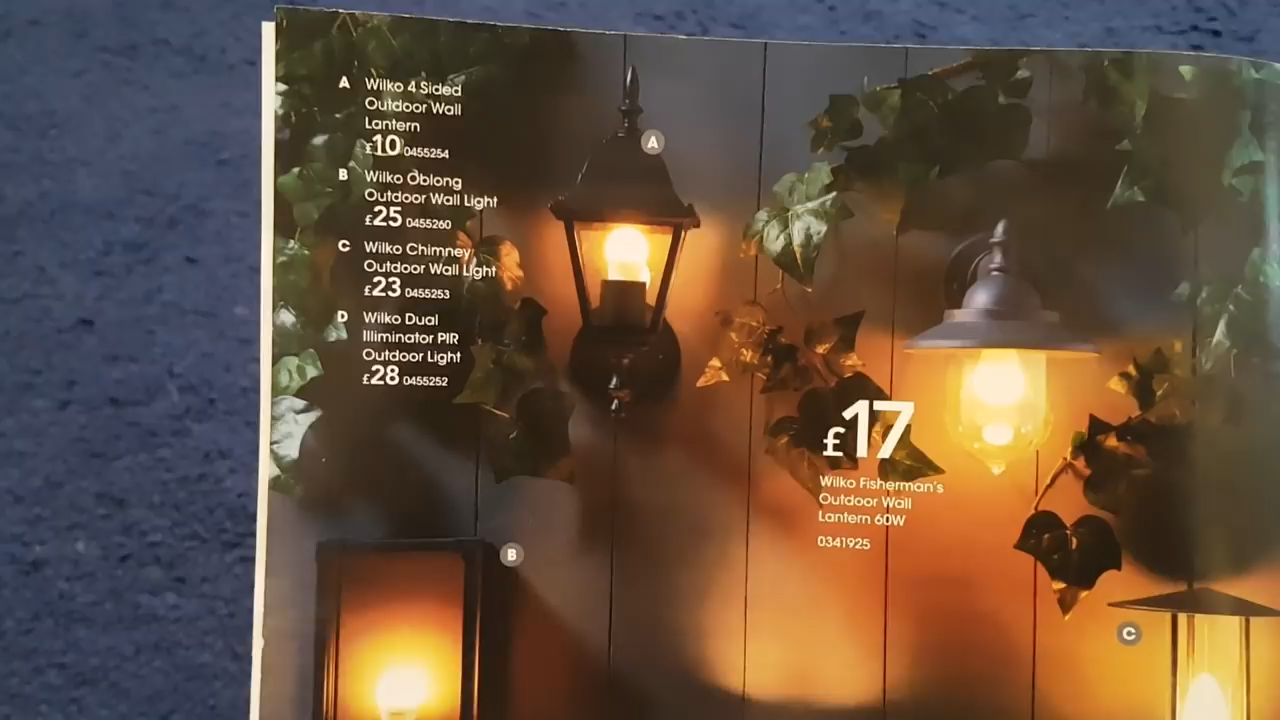 A Wilko 4 Sided
Outdoor Wall
Lantern
£10 0455254
B Wilko Oblong
Outdoor Wall Light
£25 0455260
C Wilko Chimney
Outdoor Wall Light
£23 0455253
D Wilko Dual
Illiminator PIR
Outdoor Light
£28 0455252
A
£17
Wilko Fisherman's
Outdoor Wall
Lantern 60W
0341925
B
C